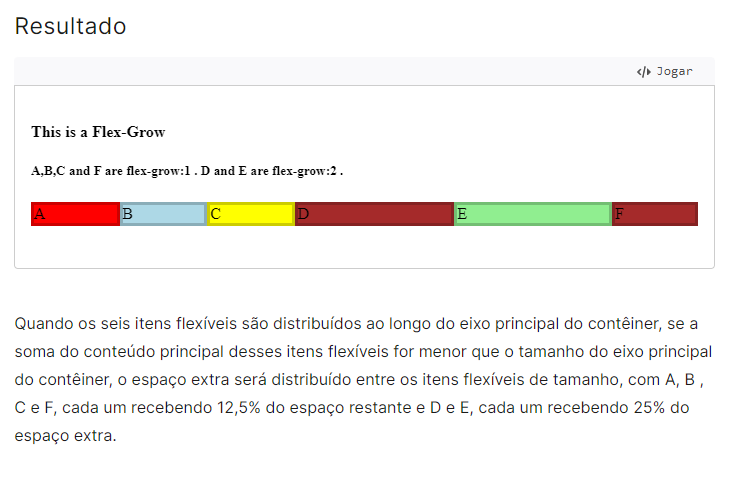 Resultado
</> Jogar
This is a Flex-Grow
A,B,C and F are flex-grow:1 . D and E are flex-grow:2 .
A B C D E F
Quando os seis itens flexíveis são distribuídos ao longo do eixo principal do contêiner, se a
soma do conteúdo principal desses itens flexíveis for menor que o tamanho do eixo principal
do contêiner, o espaço extra será distribuído entre os itens flexíveis de tamanho, com A, B ,
C e F, cada um recebendo 12,5% do espaço restante e D e E, cada um recebendo 25% do
espaço extra.